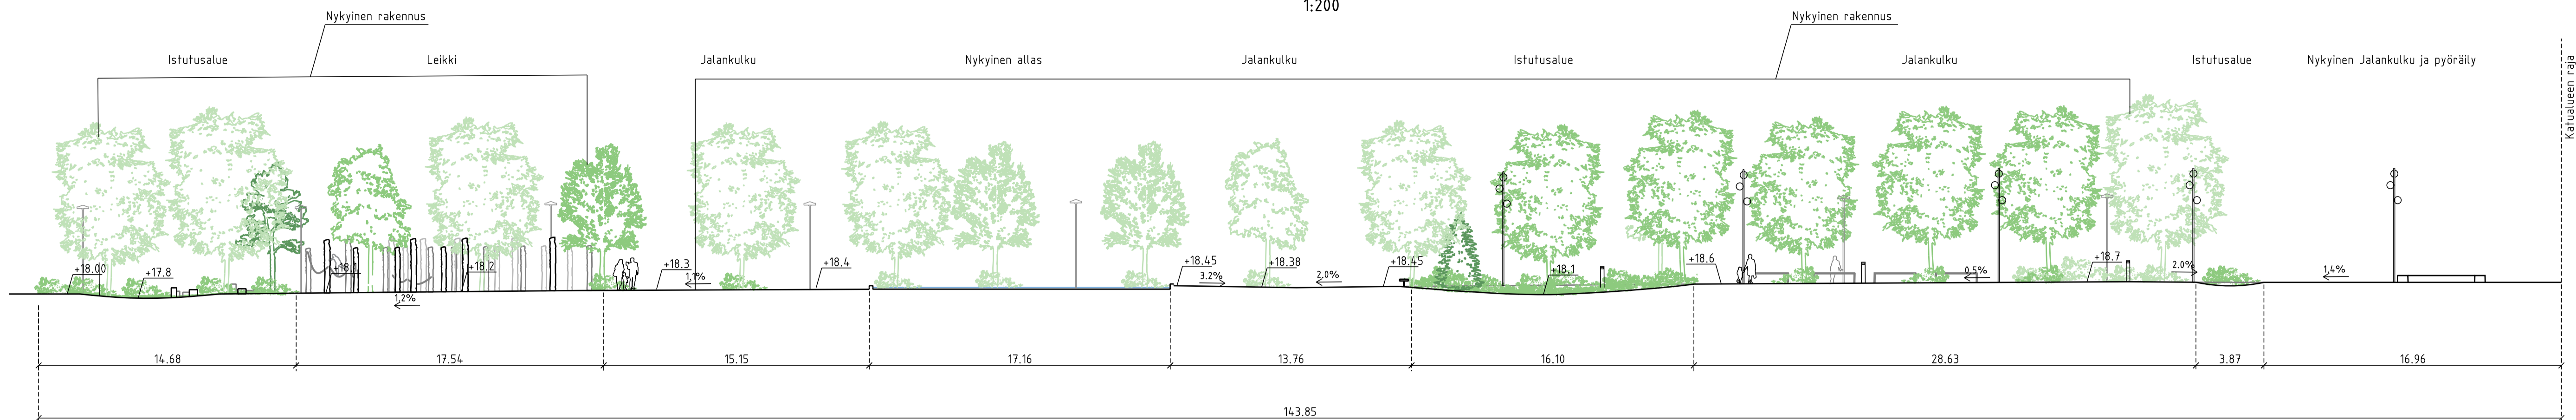 1:200
Nykyinen rakennus
Nykyinen rakennus
Istutusalue
Leikki
Jalankulku
Nykyinen allas
Jalankulku
Istutusalue
Jalankulku
Istutusalue
Nykyinen Jalankulku ja pyöräily
Katualueen raja
+18.00
+17.8
+18.1
+18.2
+18.3
+18.4
+18.45
+18.38
+18.45
+18.1
+18.6
+18.7
1,2%
1,1%
3.2%
2,0%
0,5%
2.0%
1,4%
14.68
17.54
15.15
17.16
13.76
16.10
28.63
3.87
16.96
143.85